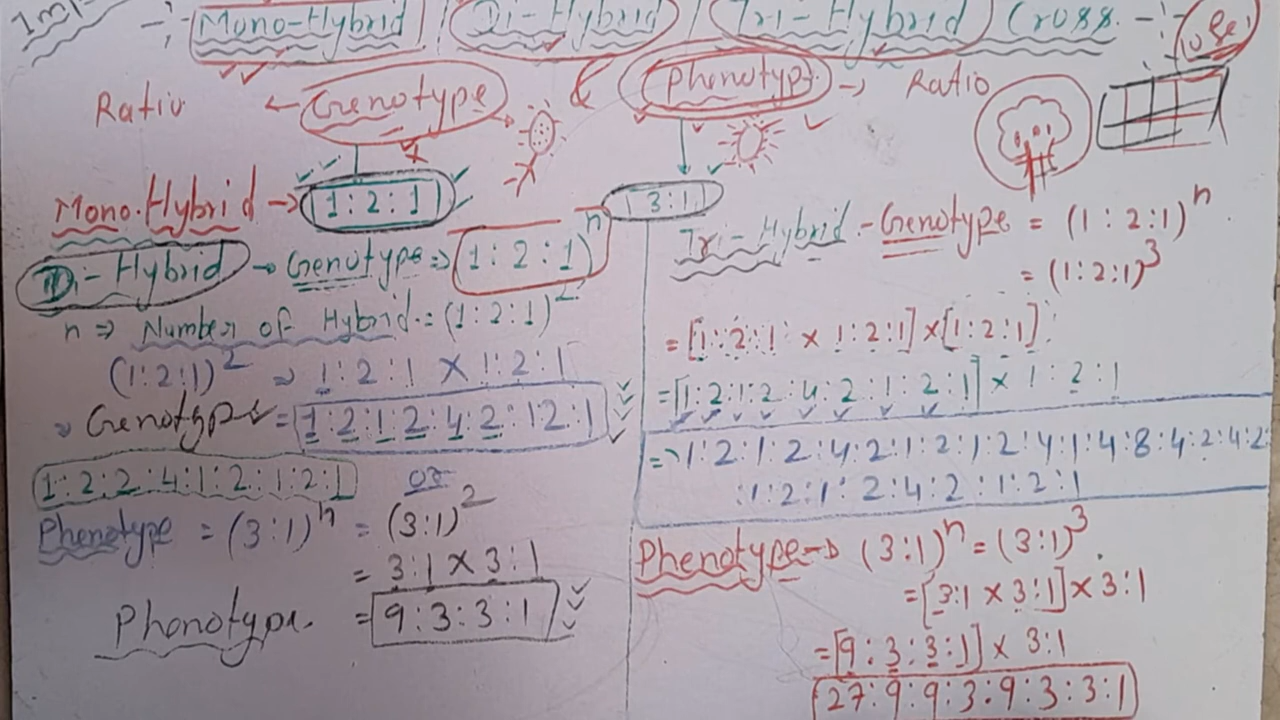 Imp
-: Mono-Hybrid / Di-Hybrid / Tri-Hybrid Cross. -:
Ratio ← Genotype & Phenotype → Ratio
Mono.Hybrid → 1:2:1
3:1
Di-Hybrid → Genotype ⇒ (1:2:1)^n
n ⇒ Number of Hybrid.: (1:2:1)^2
(1:2:1)^2 ⇒ 1:2:1 X 1:2:1
Genotype = 1:2:1:2:4:2:12:1
1:2:2:4:1:2:1:2:1 or
Phenotype = (3:1)^n = (3:1)^2
= 3:1 X 3:1
Phenotype. = 9:3:3:1
Tri-Hybrid.-Genotype = (1:2:1)^n
= (1:2:1)^3
= [1:2:1 x 1:2:1] x [1:2:1]
= [1:2:1:2:4:2:1:2:1] x 1:2:1
⇒ 1:2:1:2:4:2:1:2:1:2:4:1:4:8:4:2:4:2
:1:2:1:2:4:2:1:2:1
Phenotype → (3:1)^n = (3:1)^3
= [3:1 x 3:1] x 3:1
= [9:3:3:1] x 3:1
27:9:9:3:9:3:3:1